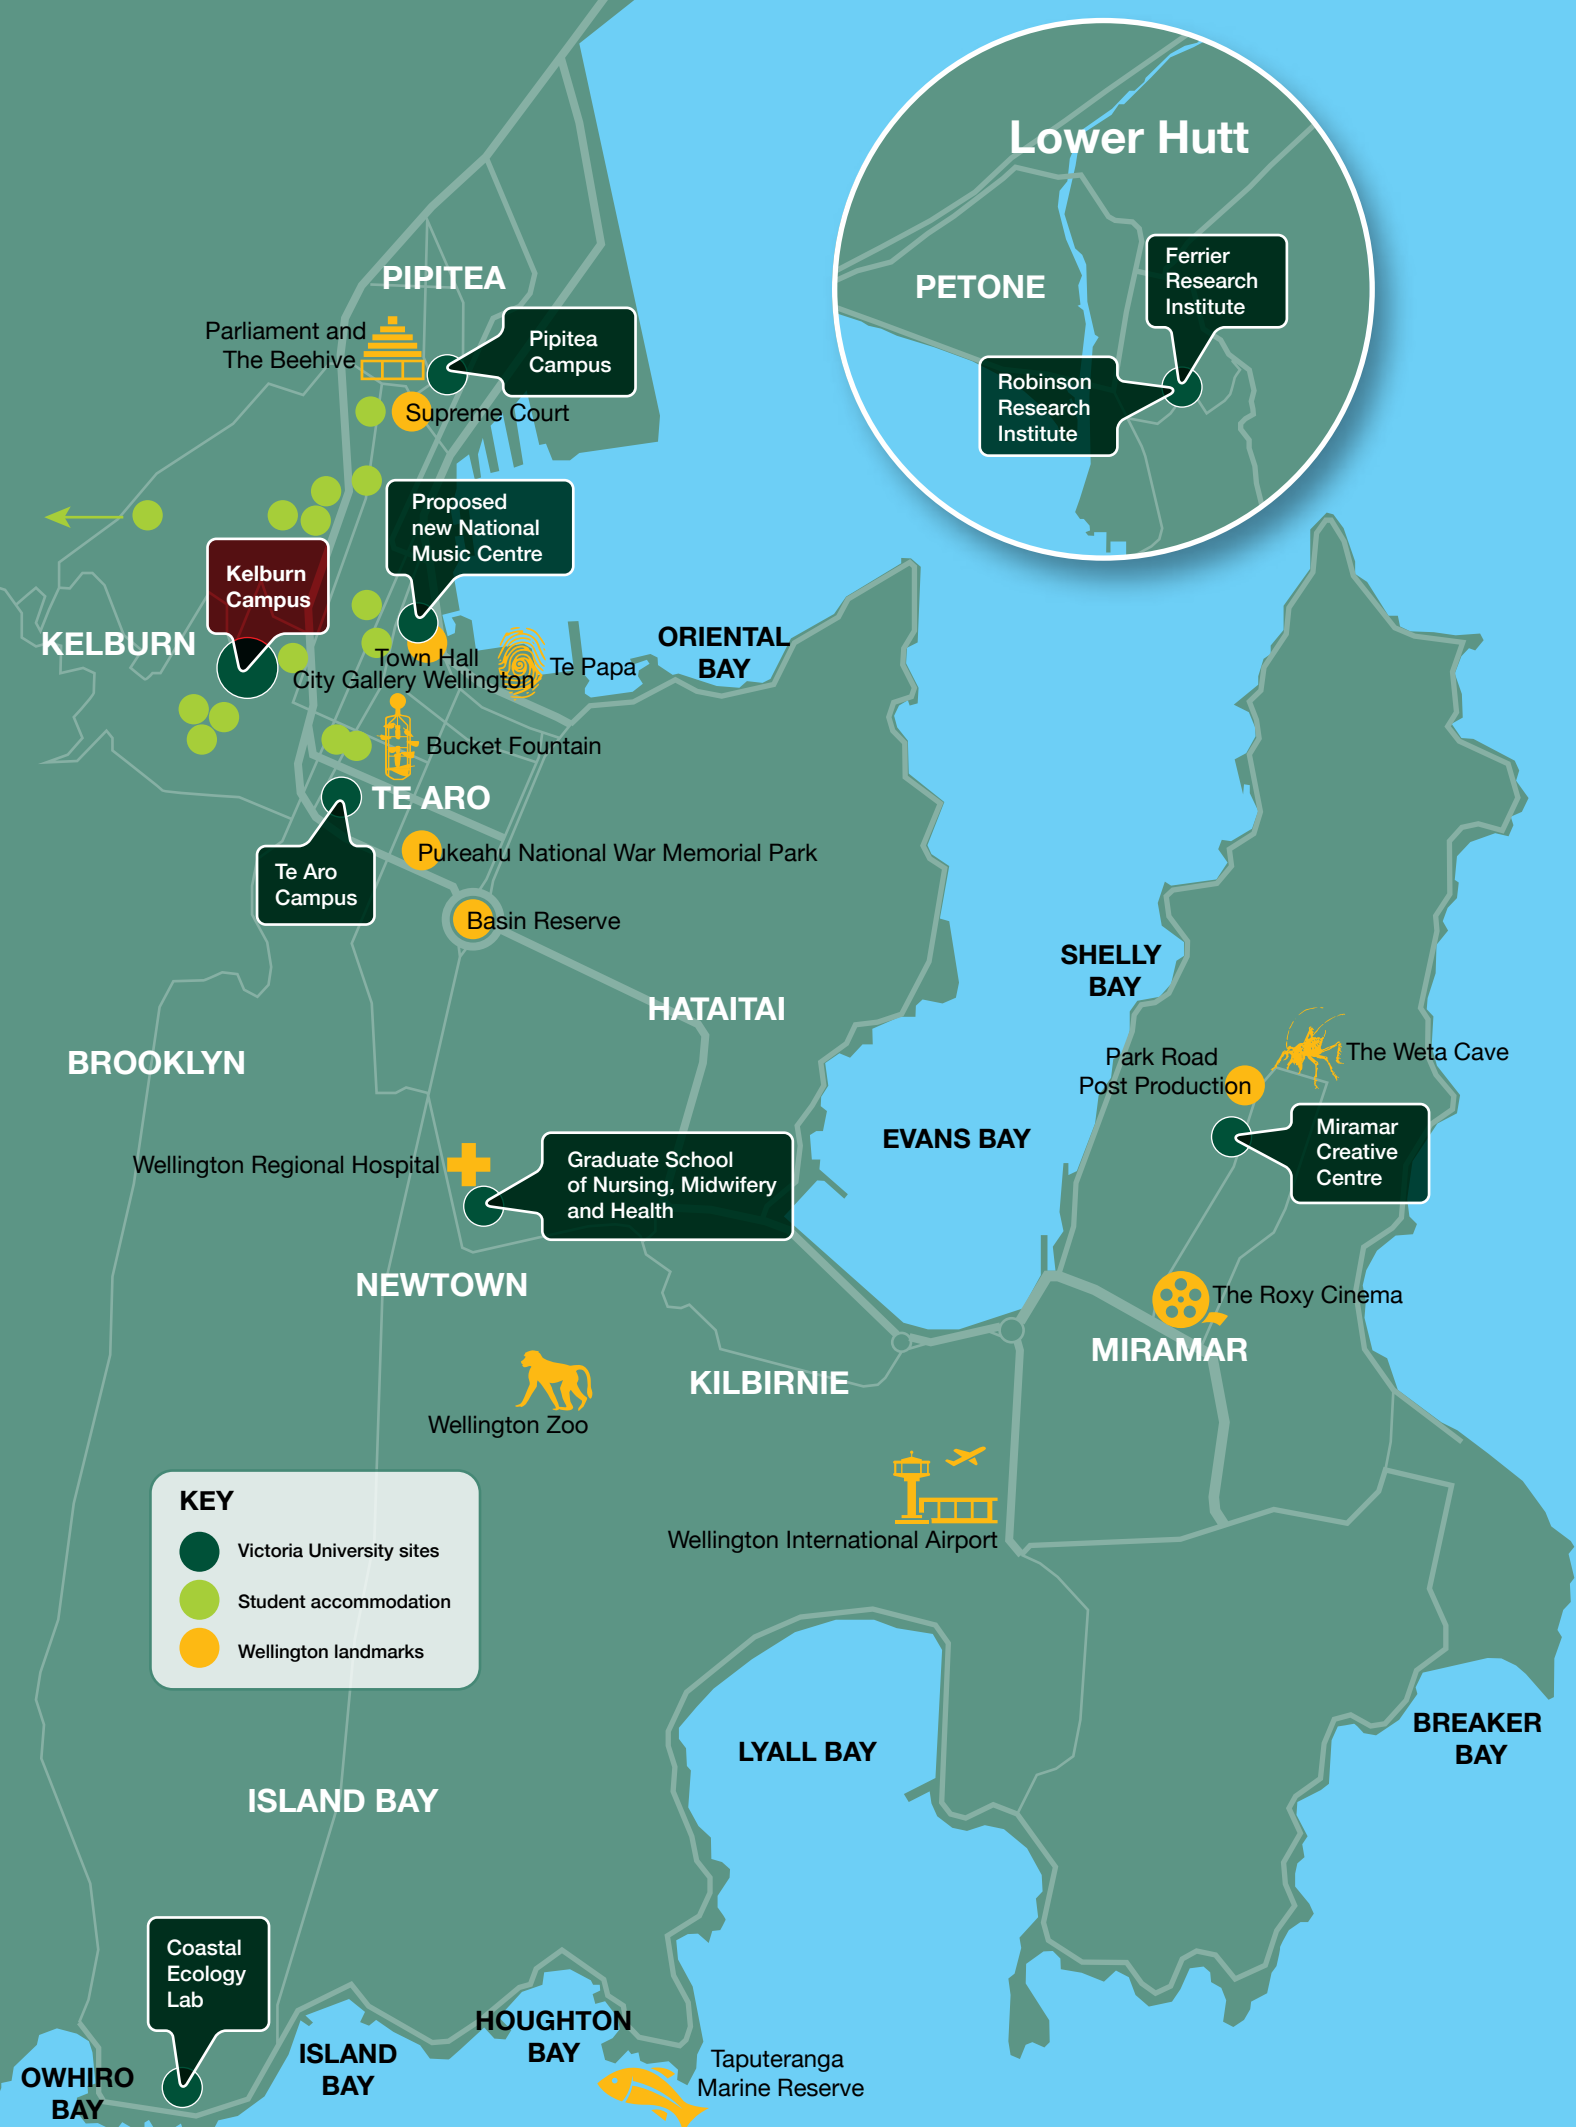 Lower Hutt
PETONE
Ferrier
Research
Institute
Robinson
Research
Institute
PIPITEA
Parliament and
The Beehive
Pipitea
Campus
Supreme Court
Proposed
new National
Music Centre
Kelburn
Campus
KELBURN
Town Hall
City Gallery Wellington
Te Papa
ORIENTAL
BAY
Bucket Fountain
TE ARO
Te Aro
Campus
Pukeahu National War Memorial Park
Basin Reserve
HATAITAI
SHELLY
BAY
BROOKLYN
Park Road
Post Production
The Weta Cave
EVANS BAY
Miramar
Creative
Centre
Wellington Regional Hospital
Graduate School
of Nursing, Midwifery
and Health
NEWTOWN
The Roxy Cinema
MIRAMAR
KILBIRNIE
Wellington Zoo
Wellington International Airport
KEY
Victoria University sites
Student accommodation
Wellington landmarks
BREAKER
BAY
LYALL BAY
ISLAND BAY
Coastal
Ecology
Lab
HOUGHTON
BAY
ISLAND
BAY
OWHIRO
BAY
Taputeranga
Marine Reserve